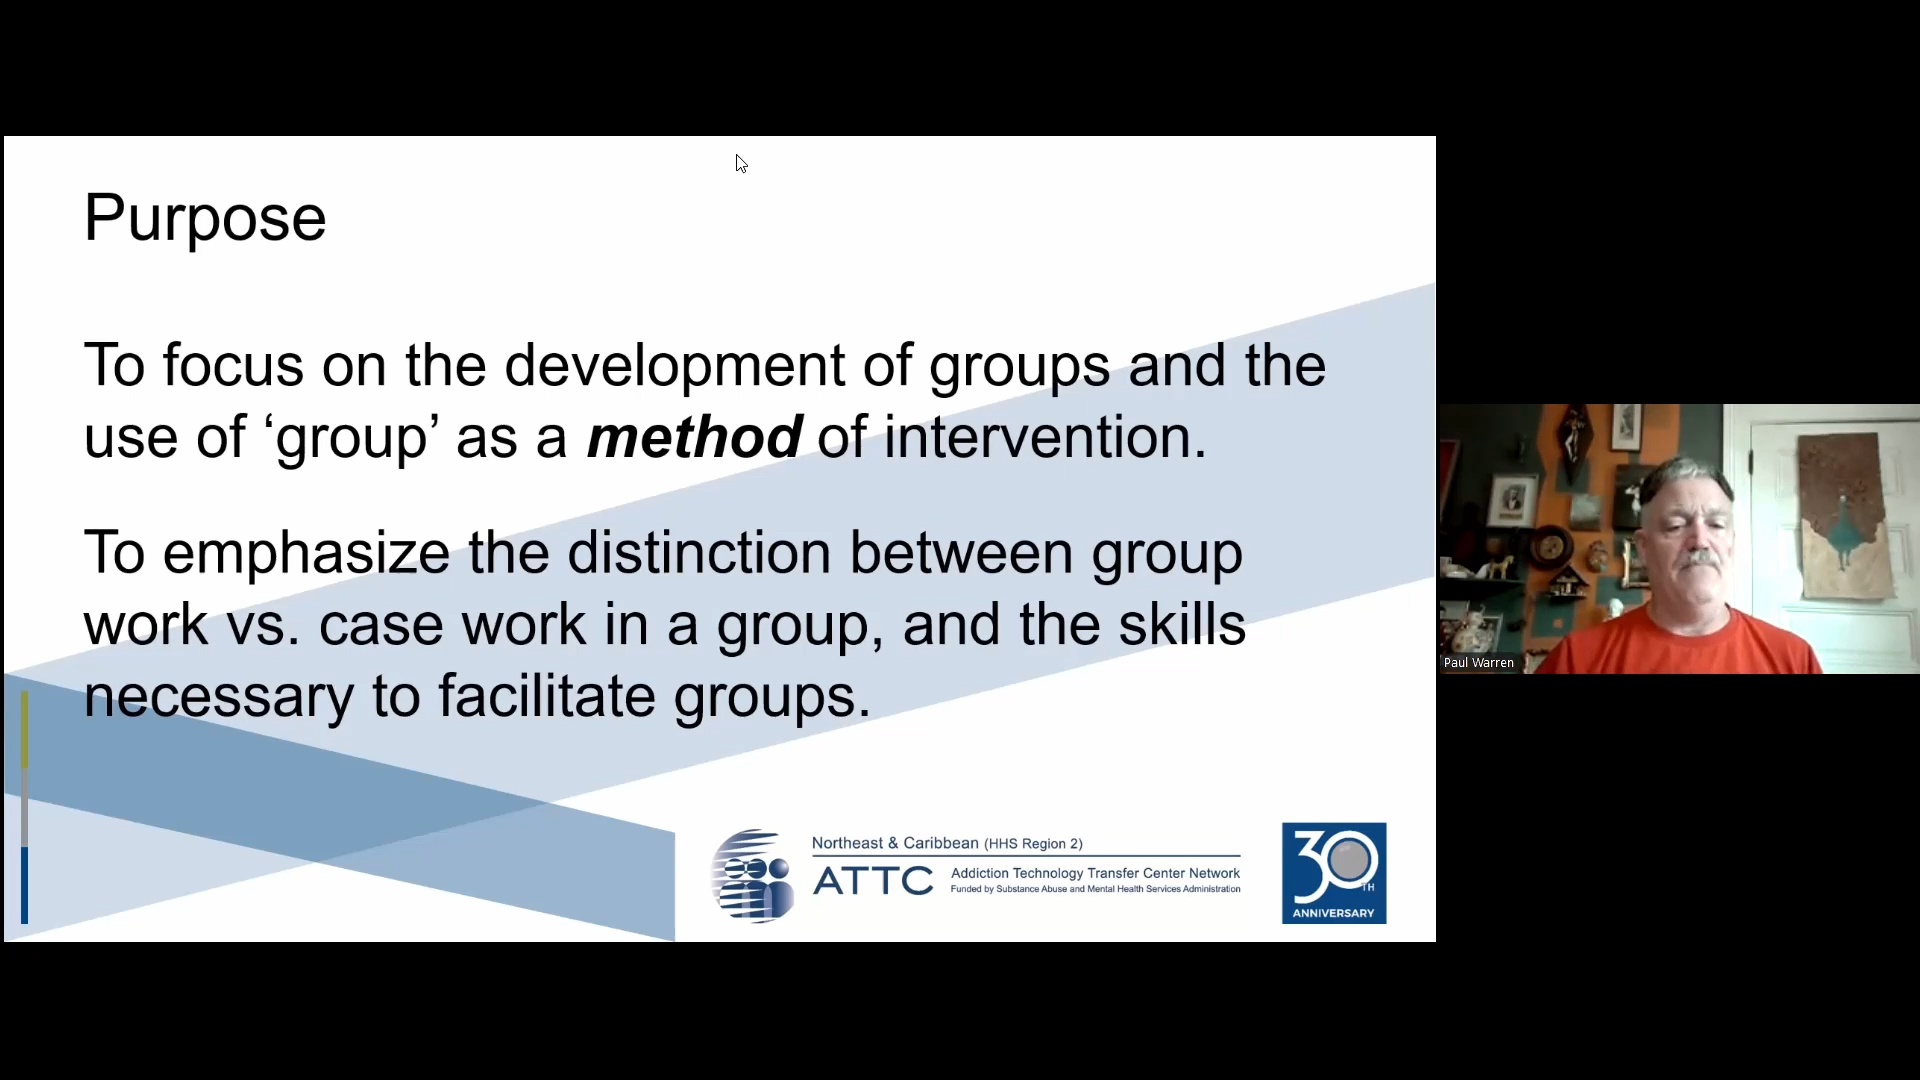 Purpose
To focus on the development of groups and the
use of ‘group’ as a method of intervention.
To emphasize the distinction between group
work vs. case work in a group, and the skills
necessary to facilitate groups.
Northeast & Caribbean (HHS Region 2)
ATTC
Addiction Technology Transfer Center Network
Funded by Substance Abuse and Mental Health Services Administration
30
TH
ANNIVERSARY
Paul Warren